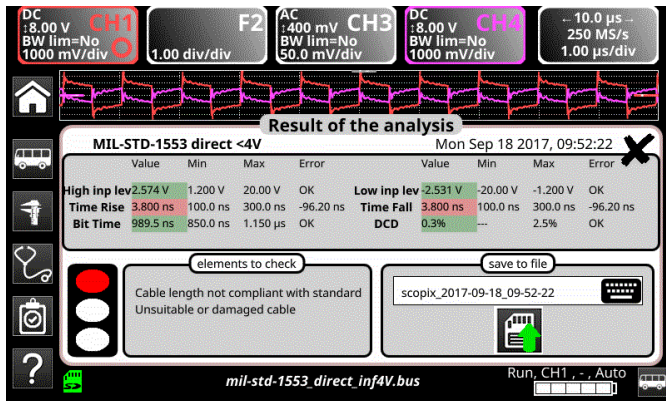 DC
↕8.00 V
BW lim=No
1000 mV/div
CH1
F2
1.00 div/div
AC
↕400 mV
BW lim=No
50.0 mV/div
CH3
DC
↕8.00 V
BW lim=No
1000 mV/div
CH4
←10.0 µs→
250 MS/s
1.00 µs/div
Result of the analysis
MIL-STD-1553 direct <4V Mon Sep 18 2017, 09:52:22
Value Min Max Error Value Min Max Error
High inp lev 2.574 V 1.200 V 20.00 V OK Low inp lev -2.531 V -20.00 V -1.200 V OK
Time Rise 3.800 ns 100.0 ns 300.0 ns -96.20 ns Time Fall 3.800 ns 100.0 ns 300.0 ns -96.20 ns
Bit Time 989.5 ns 850.0 ns 1.150 µs OK DCD 0.3% --- 2.5% OK
elements to check
Cable length not compliant with standard
Unsuitable or damaged cable
save to file
scopix_2017-09-18_09-52-22
?
SD
mil-std-1553_direct_inf4V.bus
Run, CH1 , - , Auto